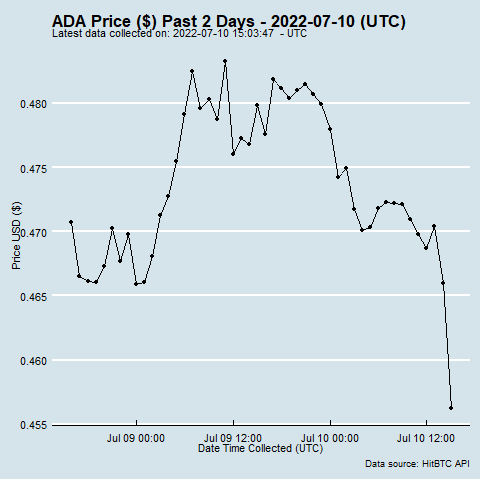 ADA Price ($) Past 2 Days - 2022-07-10 (UTC)
Latest data collected on: 2022-07-10 15:03:47  - UTC
0.480
0.475
0.470
0.465
0.460
0.455
Price USD ($)
Jul 09 00:00
Jul 09 12:00
Jul 10 00:00
Jul 10 12:00
Date Time Collected (UTC)
Data source: HitBTC API